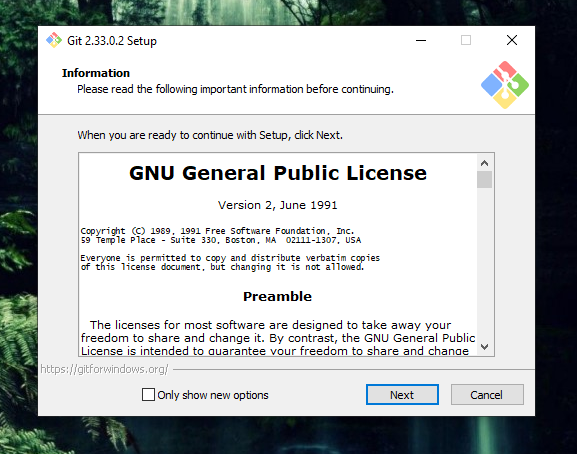 Git 2.33.0.2 Setup
Information
Please read the following important information before continuing.
When you are ready to continue with Setup, click Next.
GNU General Public License
Version 2, June 1991
Copyright (C) 1989, 1991 Free Software Foundation, Inc.
59 Temple Place - Suite 330, Boston, MA  02111-1307, USA
Everyone is permitted to copy and distribute verbatim copies
of this license document, but changing it is not allowed.
Preamble
The licenses for most software are designed to take away your
freedom to share and change it. By contrast, the GNU General Public
License is intended to guarantee your freedom to share and change
https://gitforwindows.org/
Only show new options
Next
Cancel